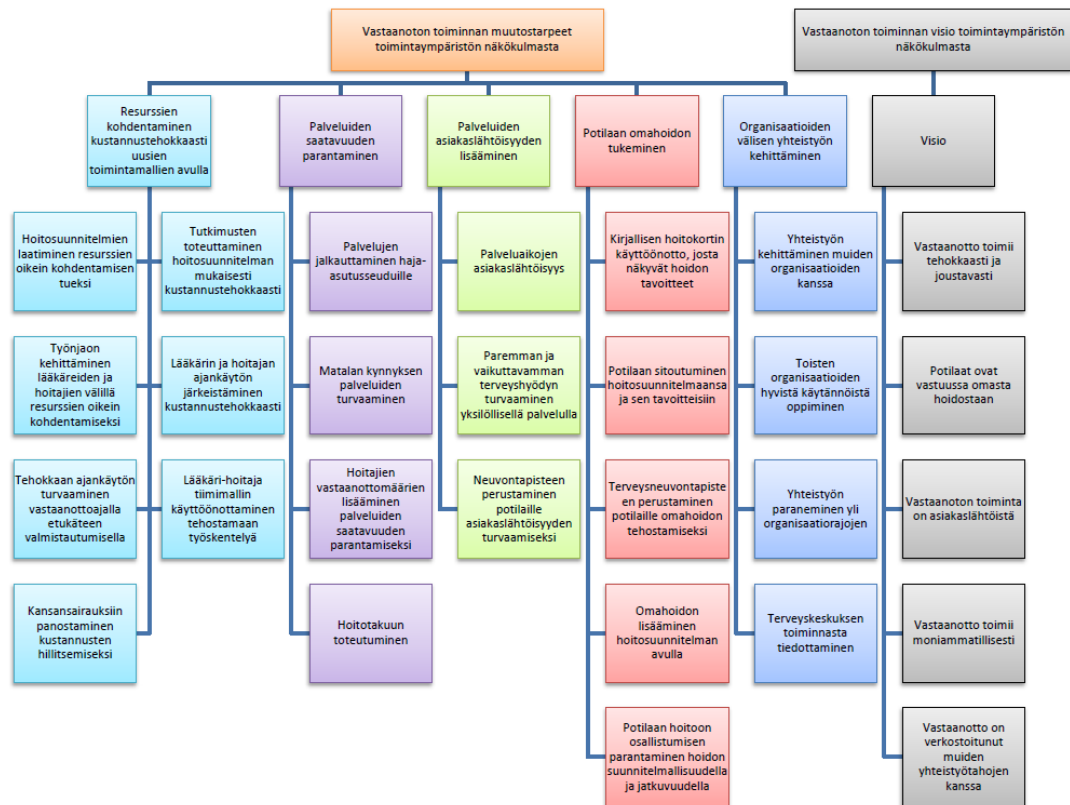 Vastaanoton toiminnan muutostarpeet
toimintaympäristön näkökulmasta
Vastaanoton toiminnan visio toimintaympäristön
näkökulmasta
Resurssien
kohdentaminen
kustannustehokkaasti
uusien
toimintamallien avulla
Palveluiden
saatavuuden
parantaminen
Palveluiden
asiakaslähtöisyyden
lisääminen
Potilaan omahoidon
tukeminen
Organisaatioiden
välisen yhteistyön
kehittäminen
Visio
Hoitosuunnitelmien
laatiminen resurssien
oikein kohdentamisen
tueksi
Tutkimusten
toteuttaminen
hoitosuunnitelman
mukaisesti
kustannustehokkaasti
Palvelujen
jalkauttaminen haja-
asutusseuduille
Palveluaikojen
asiakaslähtöisyys
Kirjallisen hoitokortin
käyttöönotto, josta
näkyvät hoidon
tavoitteet
Yhteistyön
kehittäminen muiden
organisaatioiden
kanssa
Vastaanotto toimii
tehokkaasti ja
joustavasti
Työnjaon
kehittäminen
lääkäreiden ja
hoitajien välillä
resurssien oikein
kohdentamiseksi
Lääkärin ja hoitajan
ajankäytön
järkeistäminen
kustannustehokkaasti
Matalan kynnyksen
palveluiden
turvaaminen
Paremman ja
vaikuttavamman
terveyshyödyn
turvaaminen
yksilöllisellä palvelulla
Potilaan sitoutuminen
hoitosuunnitelmaansa
ja sen tavoitteisiin
Toisten
organisaatioiden
hyvistä käytännöistä
oppiminen
Potilaat ovat
vastuussa omasta
hoidostaan
Tehokkaan ajankäytön
turvaaminen
vastaanottoajalla
etukäteen
valmistautumisella
Lääkäri-hoitaja
tiimimallin
käyttöönottaminen
tehostamaan
työskentelyä
Hoitajien
vastaanottomäärien
lisääminen
palveluiden
saatavuuden
parantamiseksi
Neuvontapisteen
perustaminen
potilaille
asiakaslähtöisyyden
turvaamiseksi
Terveysneuvontapiste
en perustaminen
potilaille omahoidon
tehostamiseksi
Yhteistyön
paraneminen yli
organisaatiorajojen
Vastaanoton toiminta
on asiakaslähtöistä
Kansansairauksiin
panostaminen
kustannusten
hillitsemiseksi
Hoitotakuun
toteutuminen
Omahoidon
lisääminen
hoitosuunnitelman
avulla
Terveyskeskuksen
toiminnasta
tiedottaminen
Vastaanotto toimii
moniammatillisesti
Potilaan hoitoon
osallistumisen
parantaminen hoidon
suunnitelmallisuudella
ja jatkuvuudella
Vastaanotto on
verkostoitunut
muiden
yhteistyötahojen
kanssa